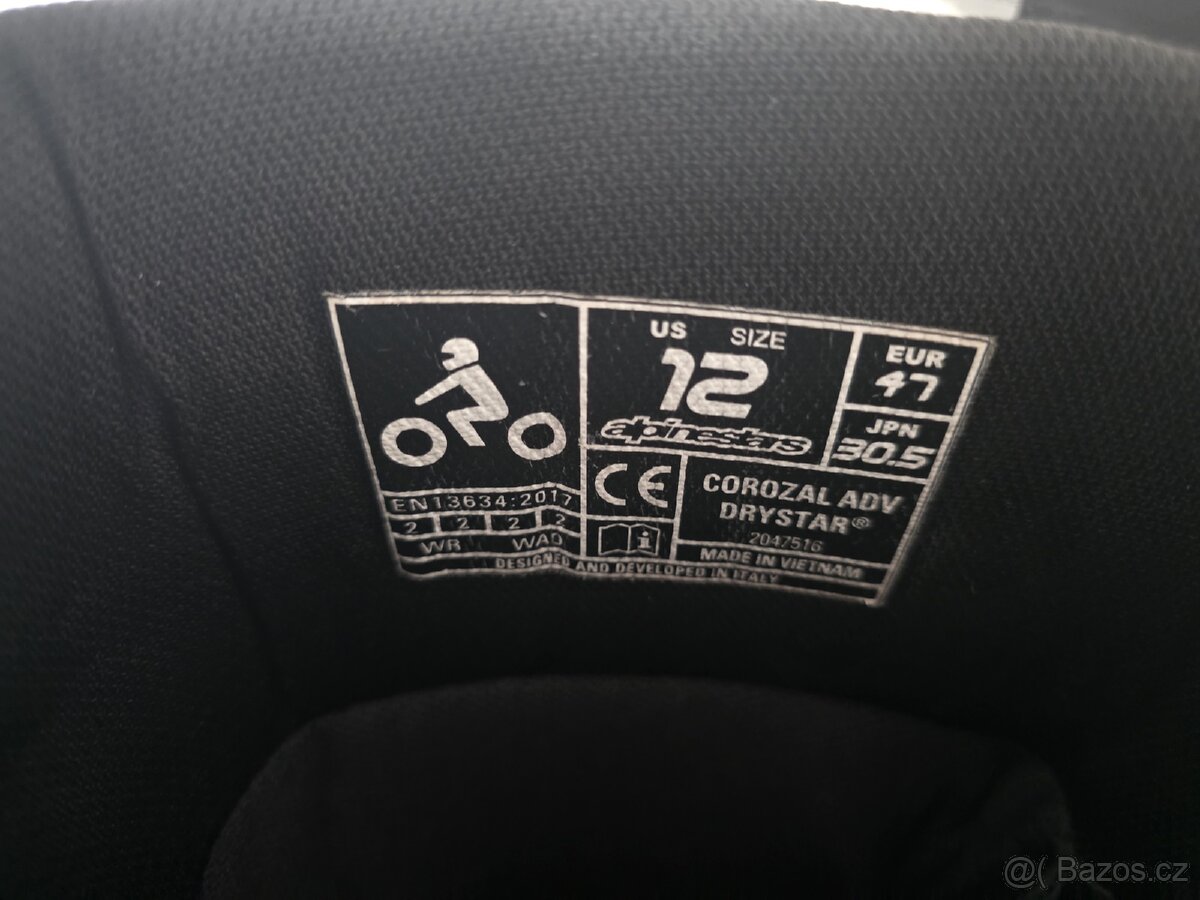 US SIZE
12
alpinestars
EUR
47
JPN
30.5
CE
COROZAL ADV
DRYSTAR®
2047516
EN13634:2017
2 2 2 2
WR WAD
i
MADE IN VIETNAM
DESIGNED AND DEVELOPED IN ITALY
@( Bazos.cz